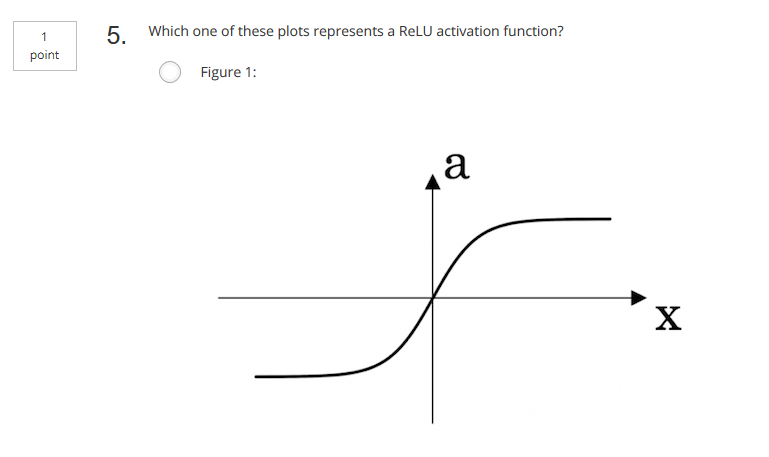 1
point
5.
Which one of these plots represents a ReLU activation function?
Figure 1:
a
x